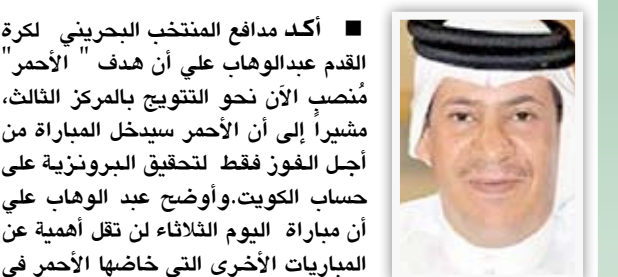 ■ أكد مدافع المنتخب البحريني لكرة
القدم عبدالوهاب علي أن هدف " الأحمر"
مُنصب الآن نحو التتويج بالمركز الثالث،
مشيراً إلى أن الأحمر سيدخل المباراة من
أجل الفوز فقط لتحقيق البرونزية على
حساب الكويت.وأوضح عبد الوهاب علي
أن مباراة اليوم الثلاثاء لن تقل أهمية عن
المباريات الأخرى التي خاضها الأحمر في